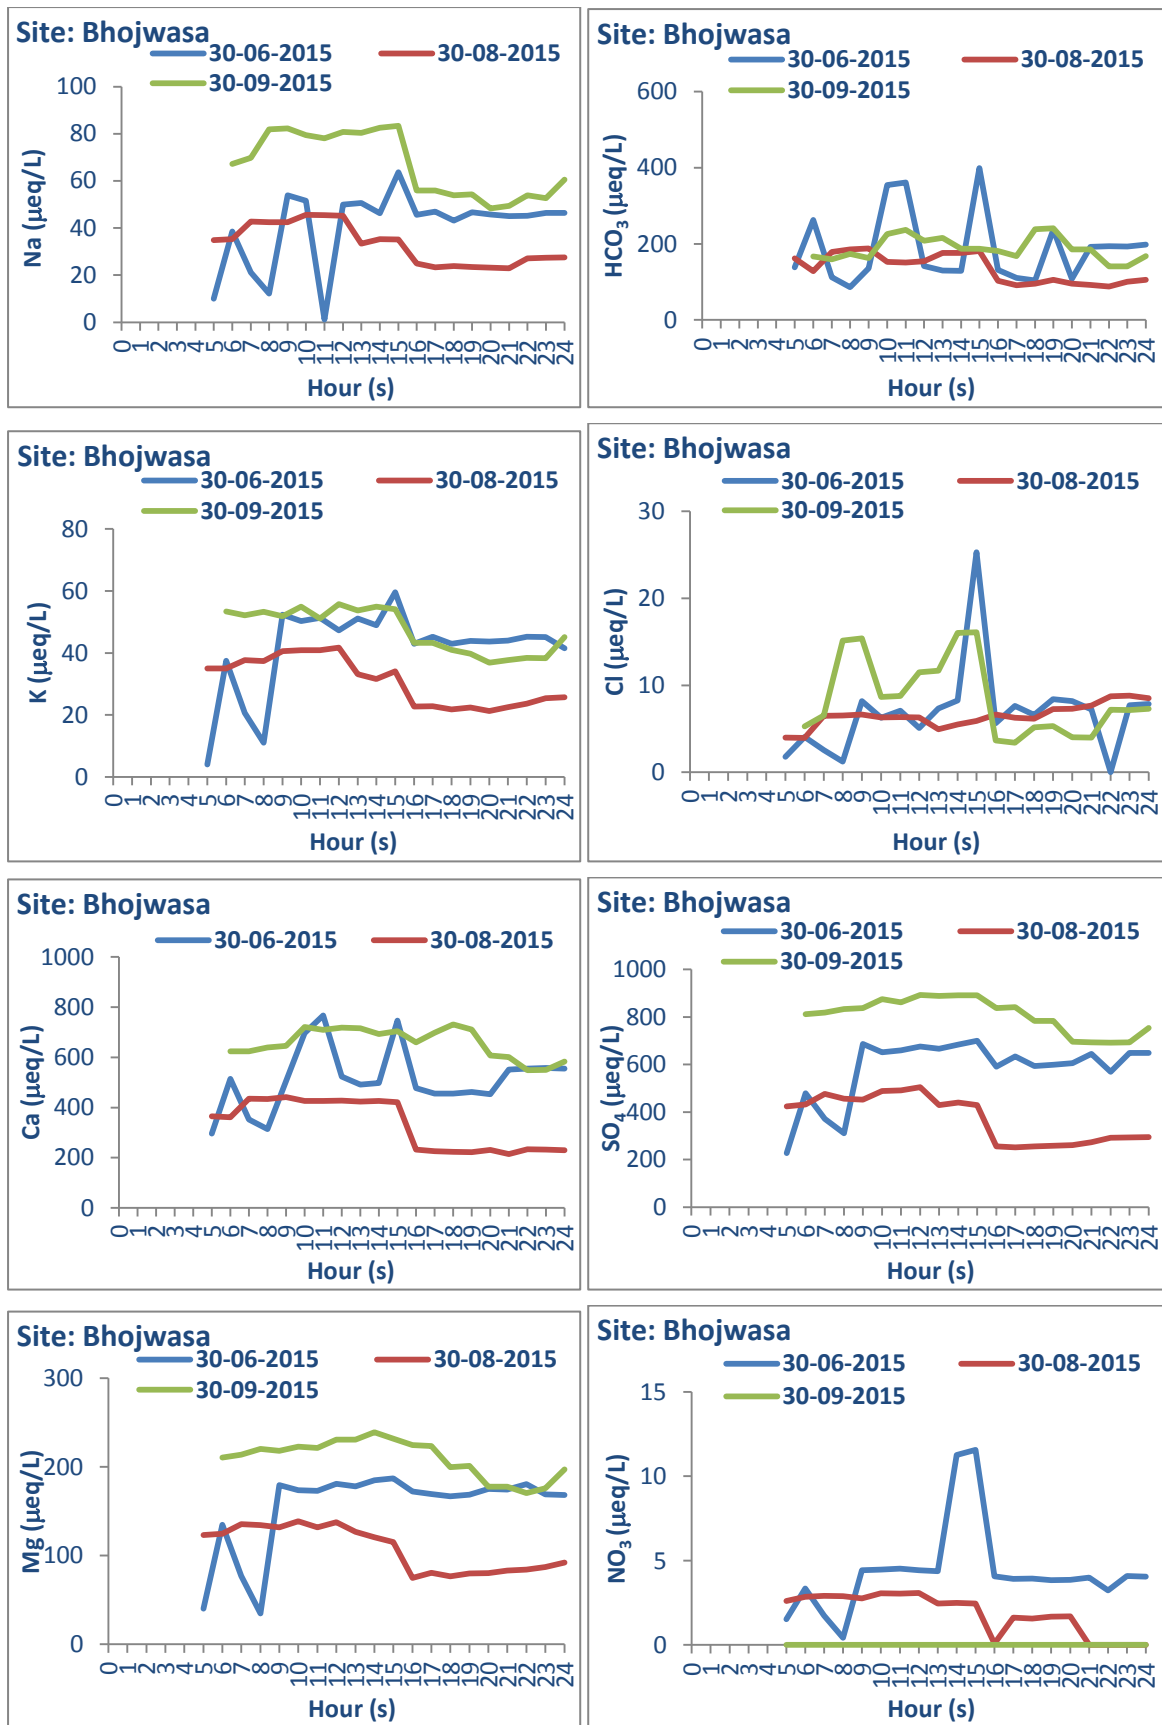 Site: Bhojwasa
30-06-2015 30-08-2015
30-09-2015
100
80
60
40
20
0
Na (µeq/L)
0 1 2 3 4 5 6 7 8 9 10 11 12 13 14 15 16 17 18 19 20 21 22 23 24
Hour (s)
Site: Bhojwasa
30-06-2015 30-08-2015
30-09-2015
600
400
200
0
HCO3 (µeq/L)
0 1 2 3 4 5 6 7 8 9 10 11 12 13 14 15 16 17 18 19 20 21 22 23 24
Hour (s)
Site: Bhojwasa
30-06-2015 30-08-2015
30-09-2015
80
60
40
20
0
K (µeq/L)
0 1 2 3 4 5 6 7 8 9 10 11 12 13 14 15 16 17 18 19 20 21 22 23 24
Hour (s)
Site: Bhojwasa
30-06-2015 30-08-2015
30-09-2015
30
20
10
0
Cl (µeq/L)
0 1 2 3 4 5 6 7 8 9 10 11 12 13 14 15 16 17 18 19 20 21 22 23 24
Hour (s)
Site: Bhojwasa
30-06-2015 30-08-2015
1000
800
600
400
200
0
Ca (µeq/L)
0 1 2 3 4 5 6 7 8 9 10 11 12 13 14 15 16 17 18 19 20 21 22 23 24
Hour (s)
Site: Bhojwasa
30-06-2015 30-08-2015
30-09-2015
1000
800
600
400
200
0
SO4 (µeq/L)
0 1 2 3 4 5 6 7 8 9 10 11 12 13 14 15 16 17 18 19 20 21 22 23 24
Hour (s)
Site: Bhojwasa
30-06-2015 30-08-2015
30-09-2015
300
200
100
0
Mg (µeq/L)
0 1 2 3 4 5 6 7 8 9 10 11 12 13 14 15 16 17 18 19 20 21 22 23 24
Hour (s)
Site: Bhojwasa
30-06-2015 30-08-2015
30-09-2015
15
10
5
0
NO3 (µeq/L)
0 1 2 3 4 5 6 7 8 9 10 11 12 13 14 15 16 17 18 19 20 21 22 23 24
Hour (s)